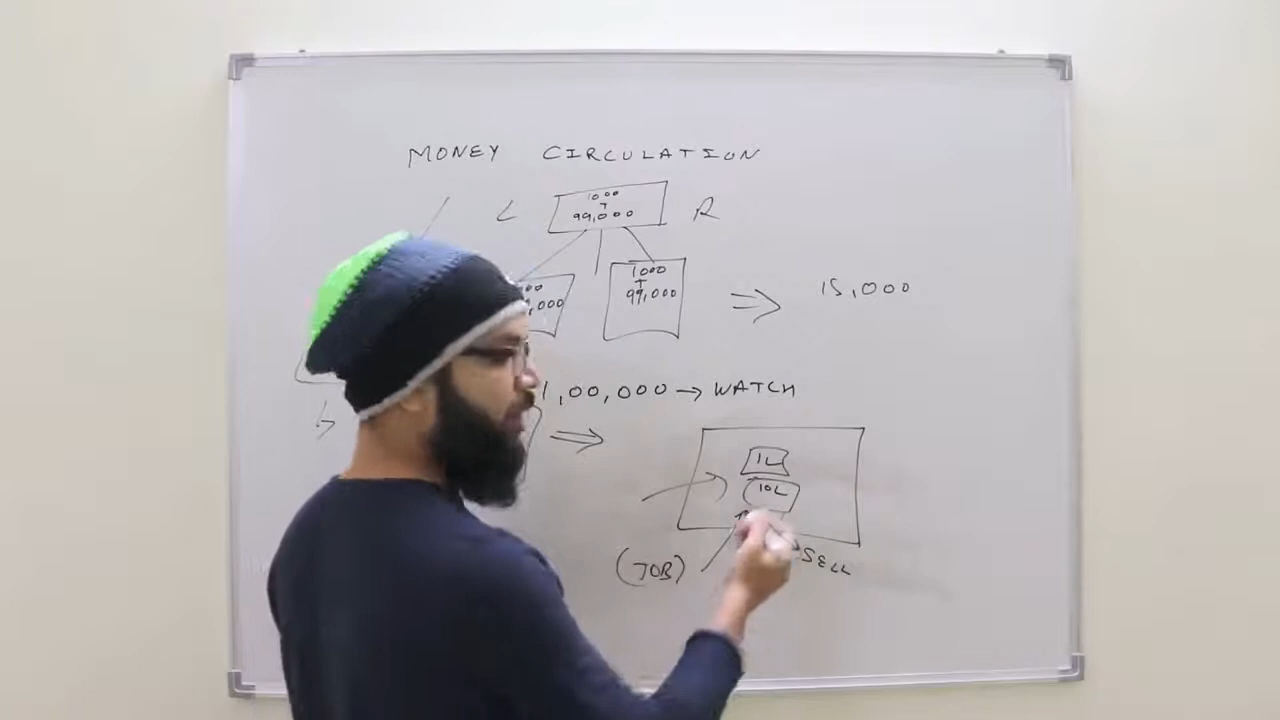 MONEY CIRCULATION
L 1000 R
+
99,000
1000
+
99,000
15,000
1,00,000 → WATCH
1L
10L
(JOB)
SELL